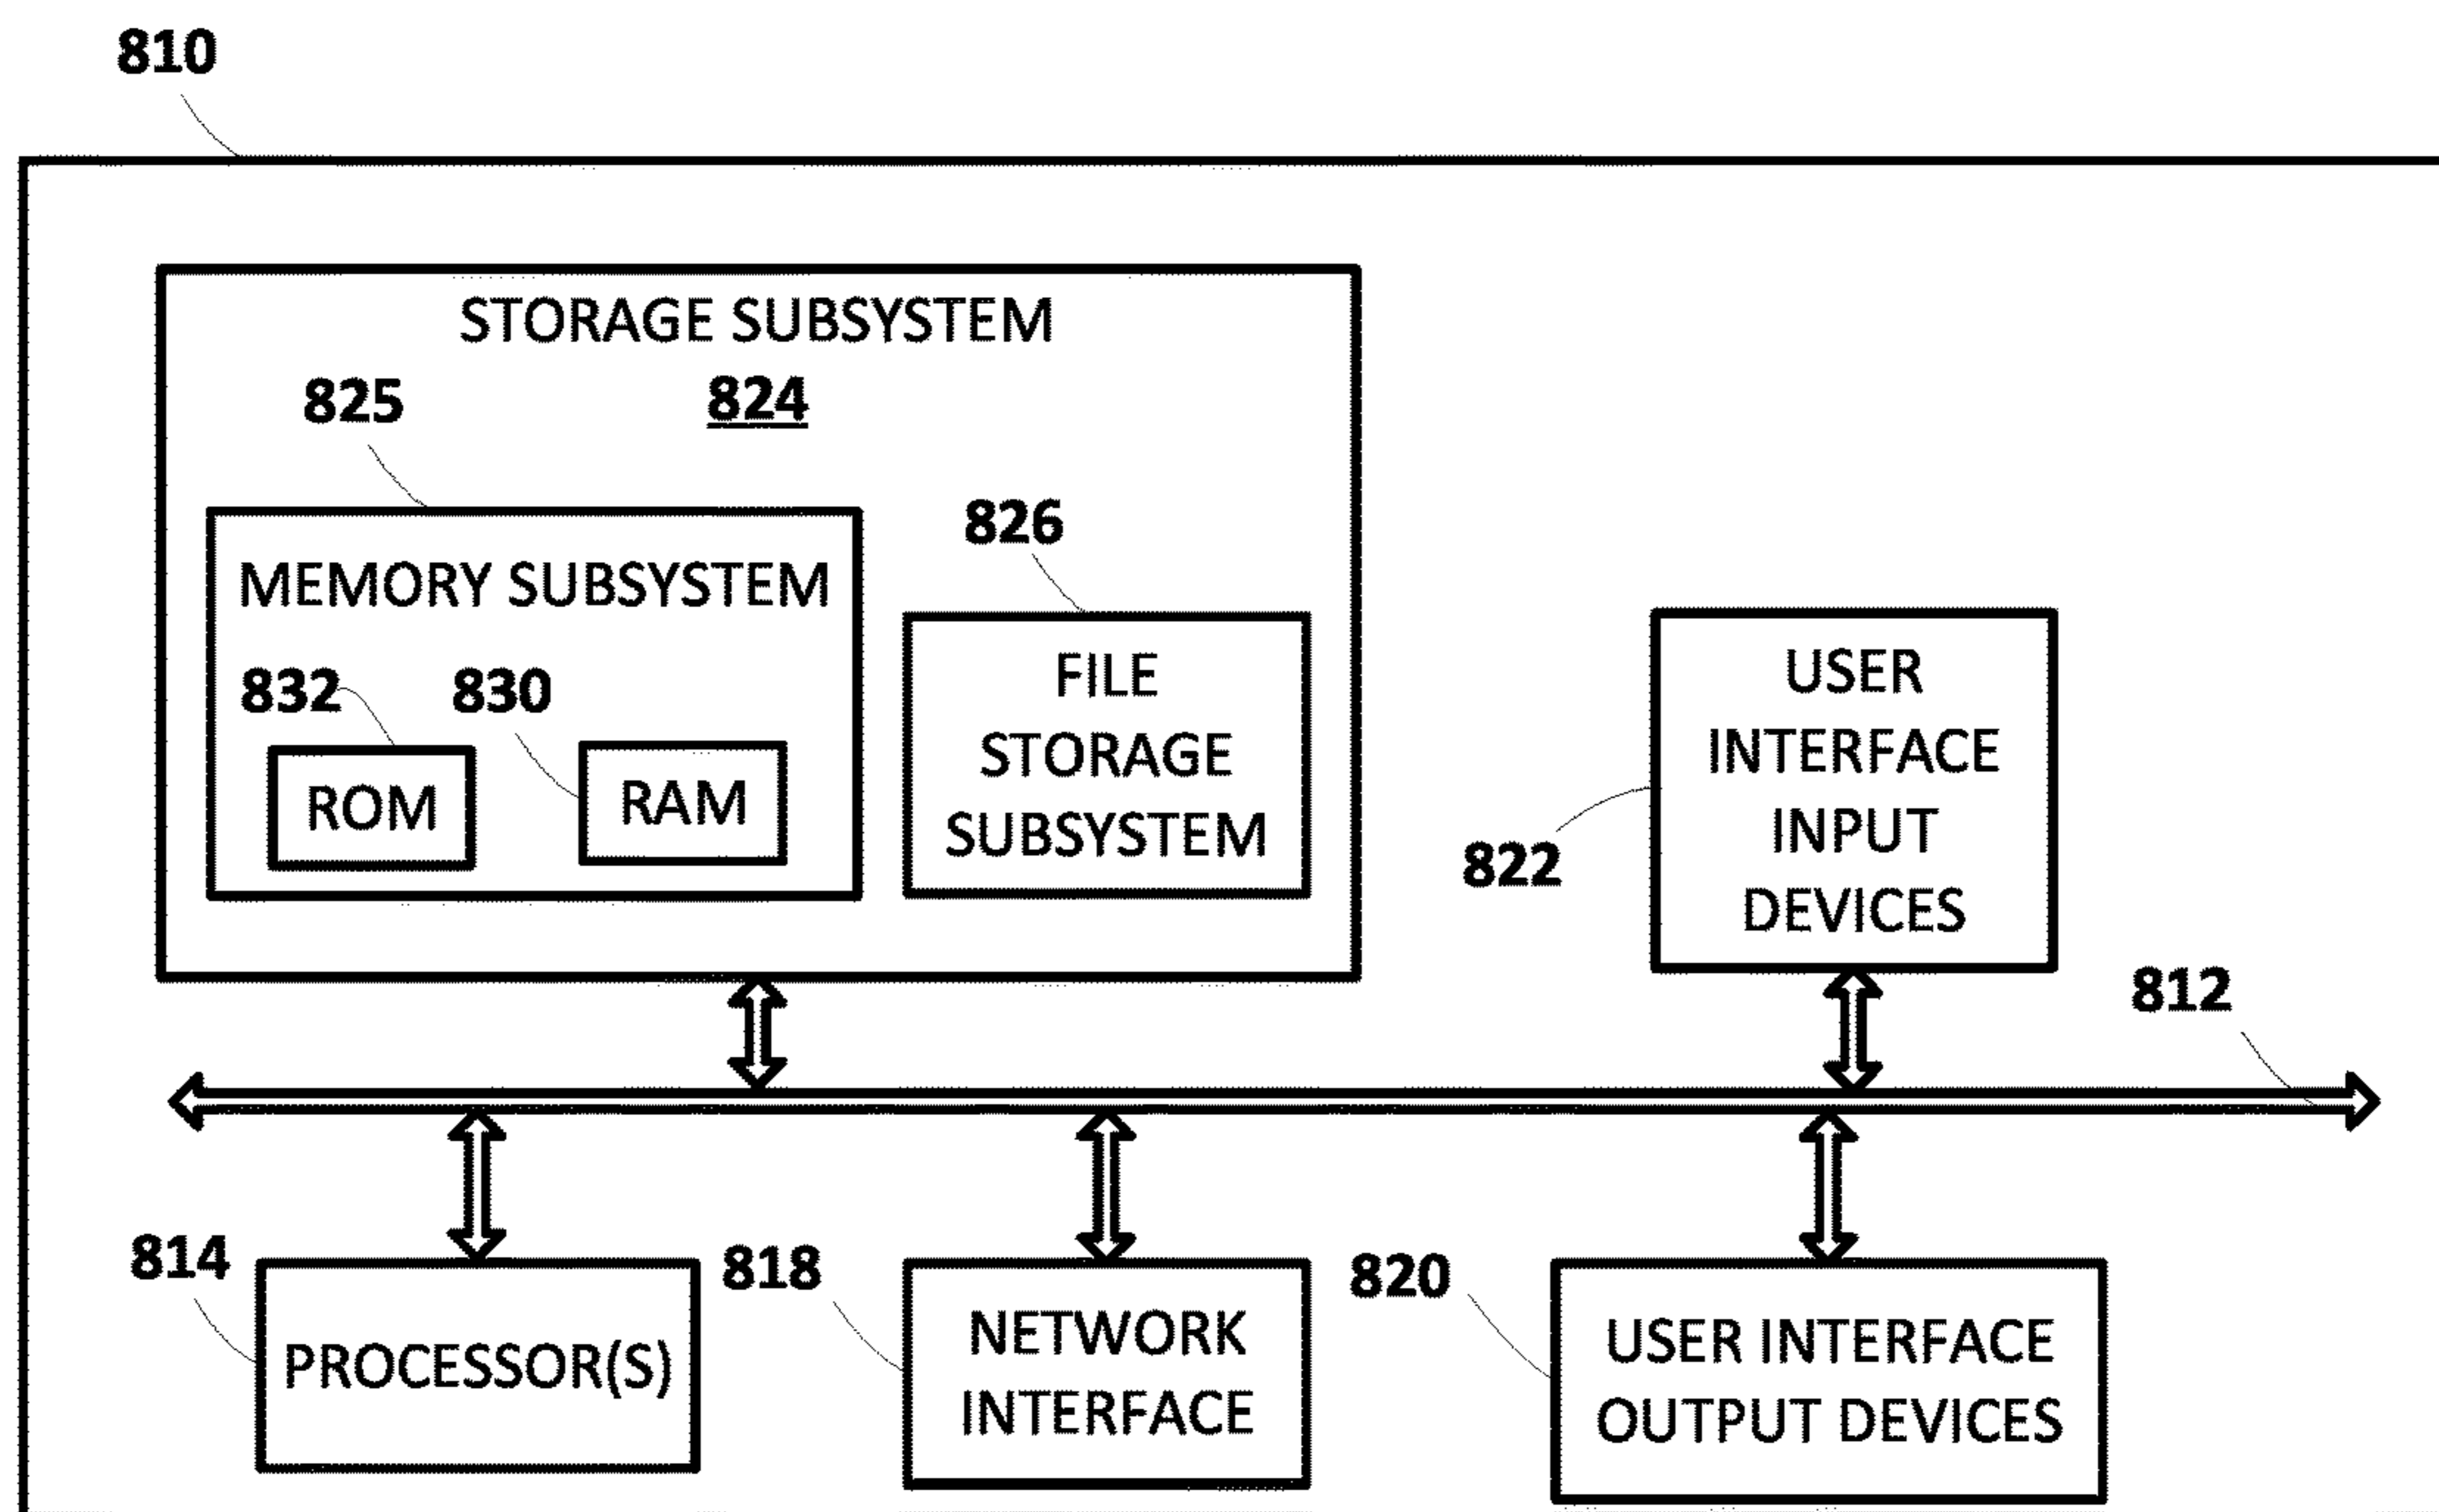 810
STORAGE SUBSYSTEM
824
825
MEMORY SUBSYSTEM
832
830
ROM
RAM
826
FILE
STORAGE
SUBSYSTEM
USER
INTERFACE
INPUT
DEVICES
822
812
814
PROCESSOR(S)
818
NETWORK
INTERFACE
820
USER INTERFACE
OUTPUT DEVICES